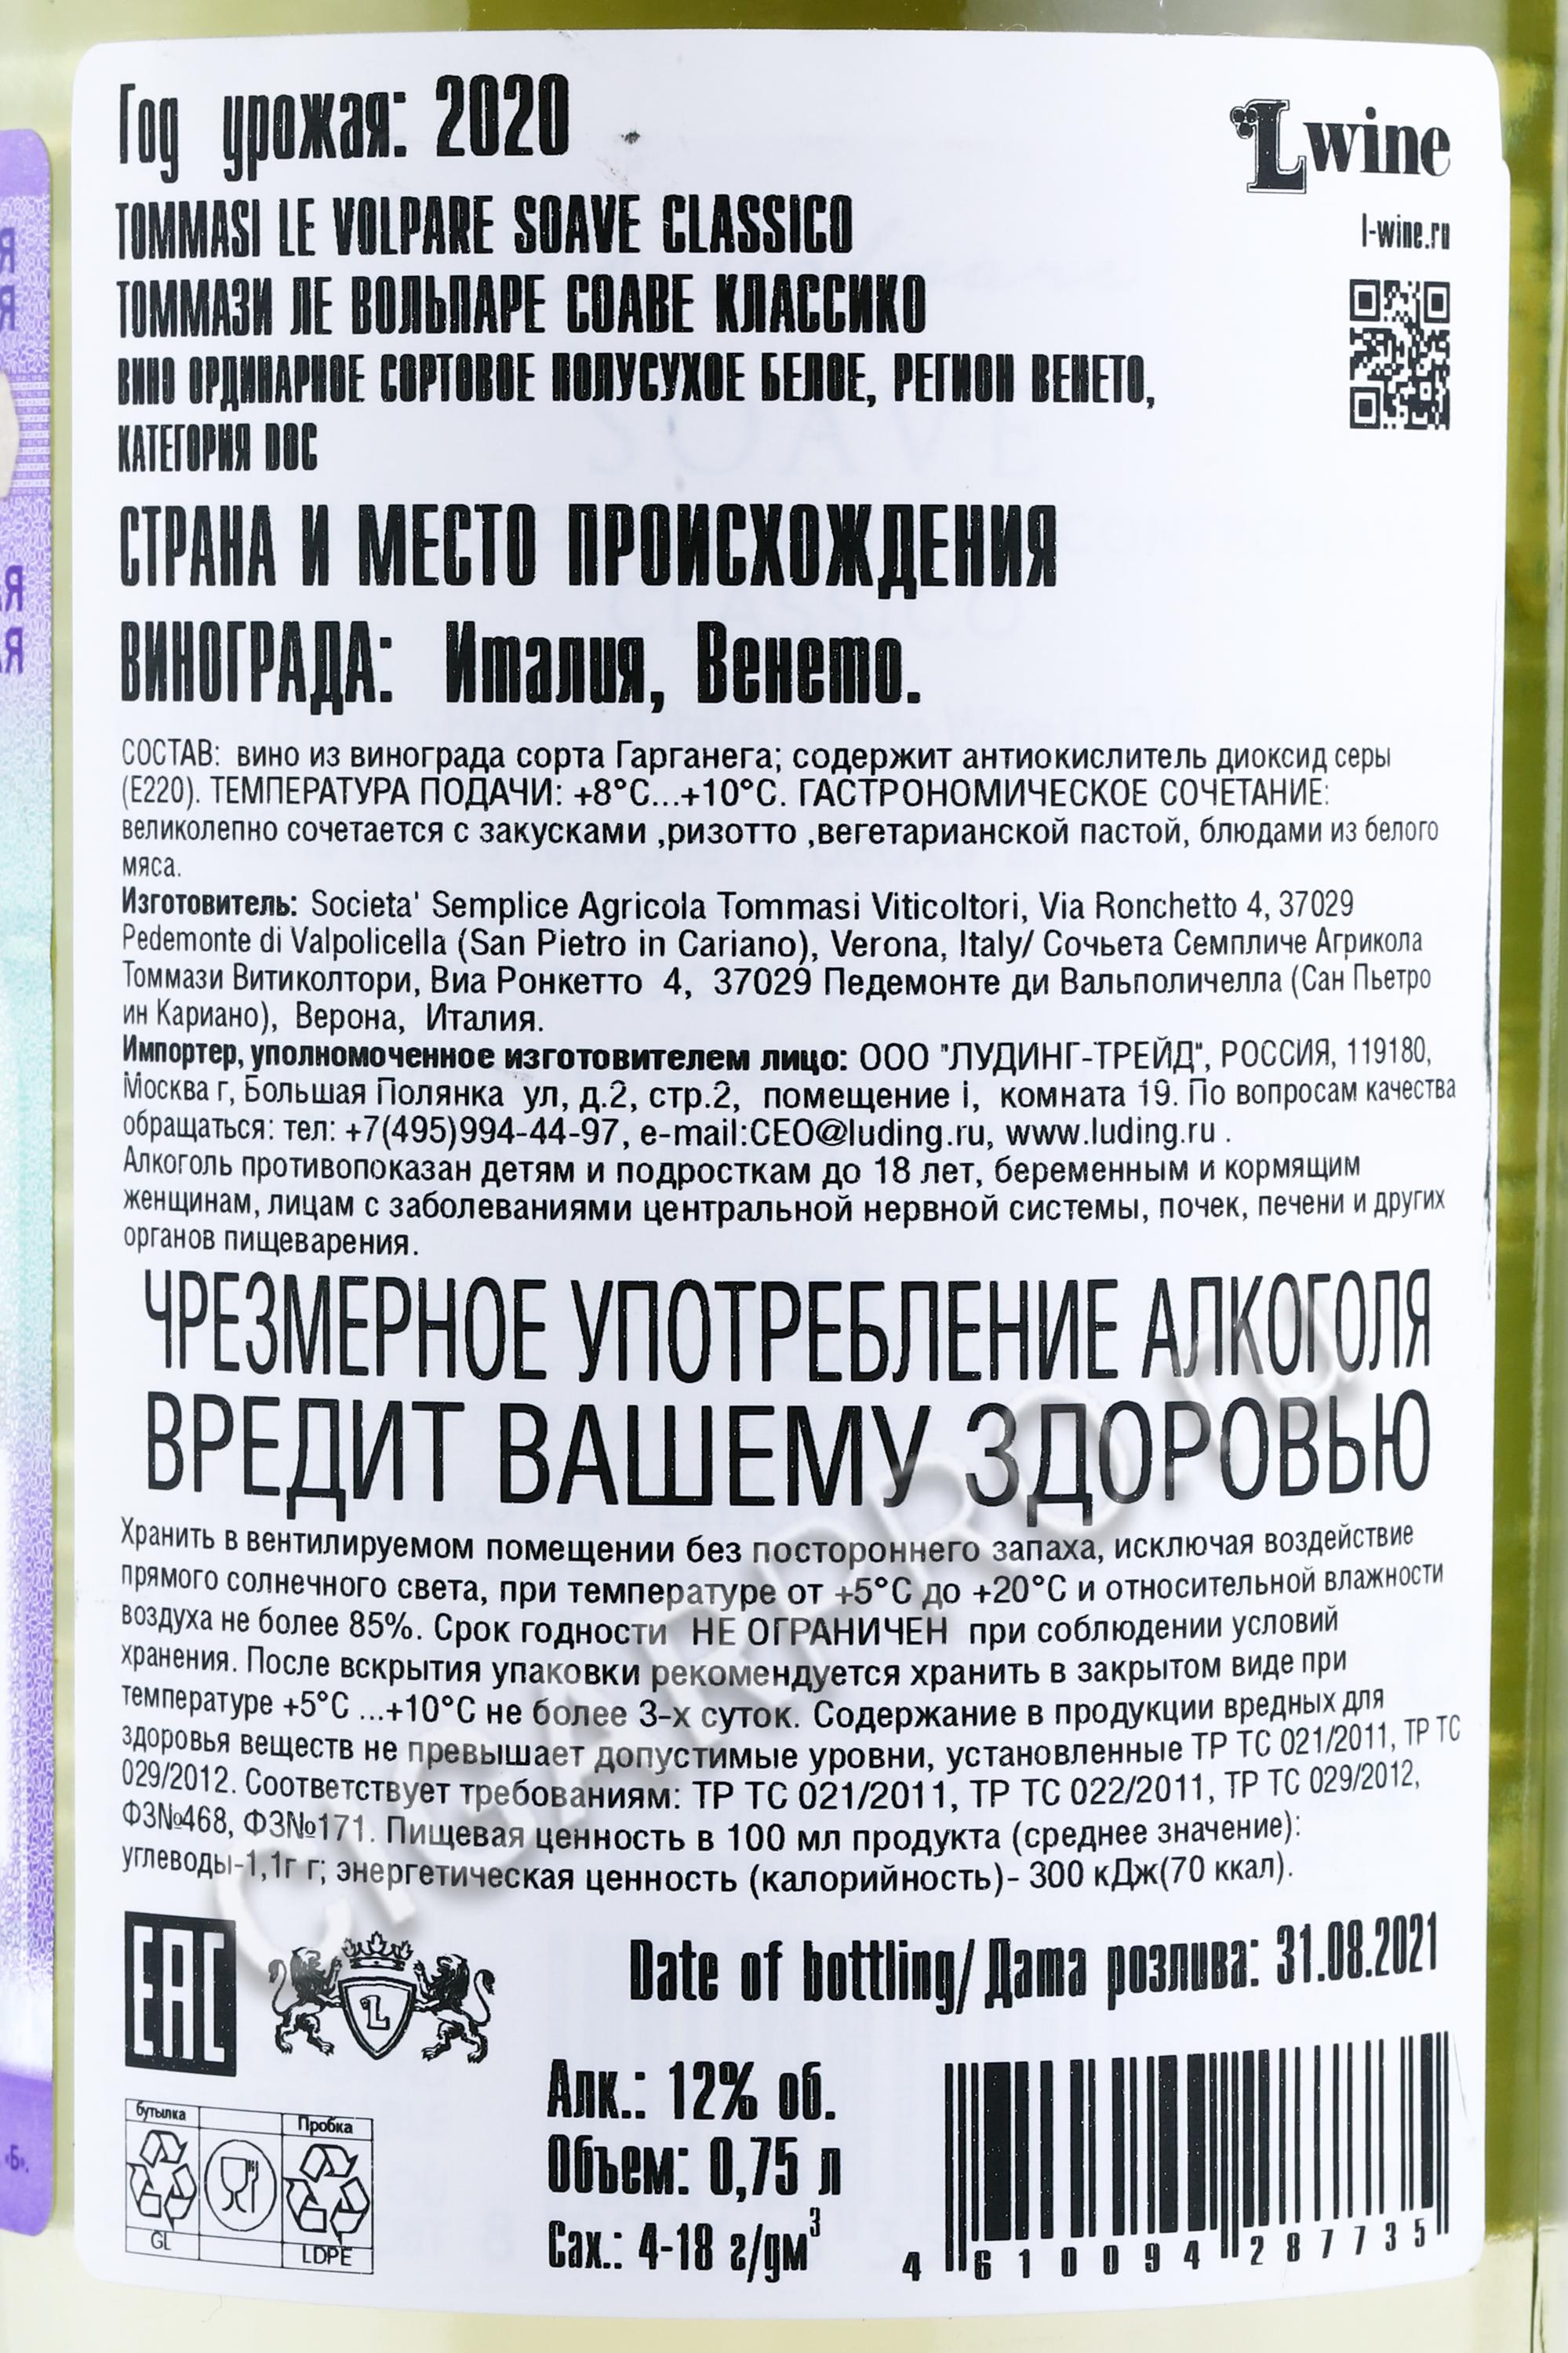 Год урожая: 2020
Lwine
TOMMASI LE VOLPARE SOAVE CLASSICO
l-wine.ru
ТОММАЗИ ЛЕ ВОЛЬПАРЕ СОАВЕ КЛАССИКО
ВИНО ОРДИНАРНОЕ СОРТОВОЕ ПОЛУСУХОЕ БЕЛОЕ, РЕГИОН ВЕНЕТО,
КАТЕГОРИЯ DOC
СТРАНА И МЕСТО ПРОИСХОЖДЕНИЯ
ВИНОГРАДА: Италия, Венето.
СОСТАВ: вино из винограда сорта Гарганега; содержит антиокислитель диоксид серы
(Е220). ТЕМПЕРАТУРА ПОДАЧИ: +8°С...+10°С. ГАСТРОНОМИЧЕСКОЕ СОЧЕТАНИЕ:
великолепно сочетается с закусками ,ризотто ,вегетарианской пастой, блюдами из белого
мяса.
Изготовитель: Societa' Semplice Agricola Tommasi Viticoltori, Via Ronchetto 4, 37029
Pedemonte di Valpolicella (San Pietro in Cariano), Verona, Italy/ Сочьета Семпличе Агрикола
Томмази Витиколтори, Виа Ронкетто 4, 37029 Педемонте ди Вальполичелла (Сан Пьетро
ин Кариано), Верона, Италия.
Импортер, уполномоченное изготовителем лицо: ООО "ЛУДИНГ-ТРЕЙД", РОССИЯ, 119180,
Москва г, Большая Полянка ул, д.2, стр.2, помещение i, комната 19. По вопросам качества
обращаться: тел: +7(495)994-44-97, e-mail:CEO@luding.ru, www.luding.ru .
Алкоголь противопоказан детям и подросткам до 18 лет, беременным и кормящим
женщинам, лицам с заболеваниями центральной нервной системы, почек, печени и других
органов пищеварения.
ЧРЕЗМЕРНОЕ УПОТРЕБЛЕНИЕ АЛКОГОЛЯ
ВРЕДИТ ВАШЕМУ ЗДОРОВЬЮ
Хранить в вентилируемом помещении без постороннего запаха, исключая воздействие
прямого солнечного света, при температуре от +5°С до +20°С и относительной влажности
воздуха не более 85%. Срок годности НЕ ОГРАНИЧЕН при соблюдении условий
хранения. После вскрытия упаковки рекомендуется хранить в закрытом виде при
температуре +5°С ...+10°С не более 3-х суток. Содержание в продукции вредных для
здоровья веществ не превышает допустимые уровни, установленные ТР ТС 021/2011, ТР ТС
029/2012. Соответствует требованиям: ТР ТС 021/2011, ТР ТС 022/2011, ТР ТС 029/2012,
ФЗ№468, ФЗ№171. Пищевая ценность в 100 мл продукта (среднее значение):
углеводы-1,1г г; энергетическая ценность (калорийность)- 300 кДж(70 ккал).
CIGARPRO.ru
EAC
L
Date of bottling/ Дата розлива: 31.08.2021
Алк.: 12% об.
Объем: 0,75 л
Сах.: 4-18 г/дм³
бутылка
Пробка
GL
LDPE
4 610094 287735
«Б».